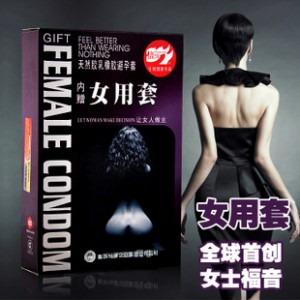 GIFT
FEMALE CONDOM
FEEL BETTER
THAN WEARING
NOTHING
天然胶乳橡胶避孕套
内赠
女用套
LET WOMAN MAKE DECISION 让女人做主
女用套
全球首创
女士福音